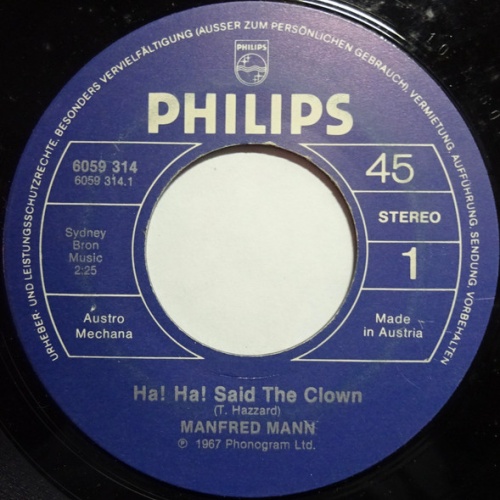 URHEBER- UND LEISTUNGSSCHUTZRECHTE, BESONDERS VERVIELFÄLTIGUNG (AUSSER ZUM PERSÖNLICHEN GEBRAUCH), VERMIETUNG, AUFFÜHRUNG, SENDUNG, VORBEHALTEN
PHILIPS
PHILIPS
6059 314
6059 314.1
45
STEREO
1
Sydney
Bron
Music
2:25
Austro
Mechana
Made
in Austria
Ha! Ha! Said The Clown
(T. Hazzard)
MANFRED MANN
℗ 1967 Phonogram Ltd.